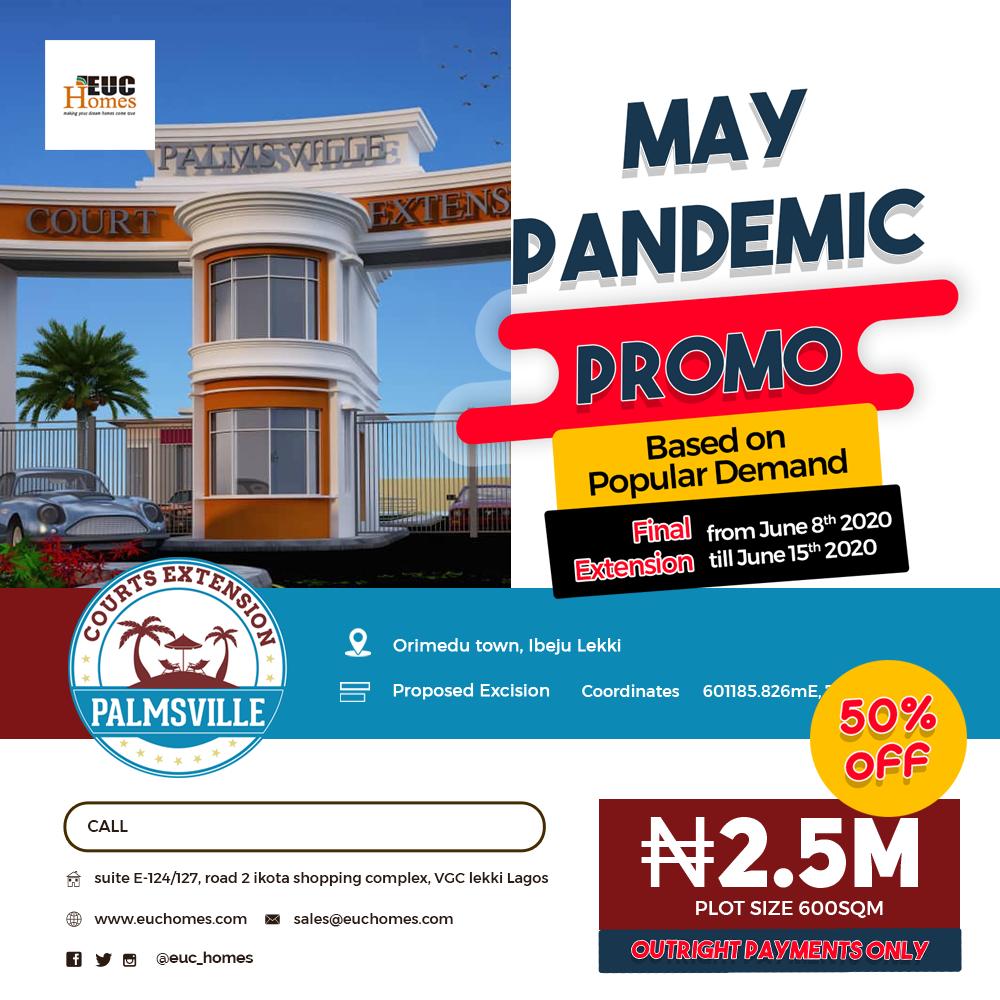 EUC
Homes
making your dream homes come true
PALMSVILLE
COURT
EXTENS
MAY
PANDEMIC
PROMO
Based on
Popular Demand
Final
Extension
from June 8th 2020
till June 15th 2020
COURTS EXTENSION
PALMSVILLE
Orimedu town, Ibeju Lekki
Proposed Excision Coordinates 601185.826mE,
50%
OFF
₦2.5M
PLOT SIZE 600SQM
OUTRIGHT PAYMENTS ONLY
CALL
suite E-124/127, road 2 ikota shopping complex, VGC lekki Lagos
www.euchomes.com sales@euchomes.com
@euc_homes